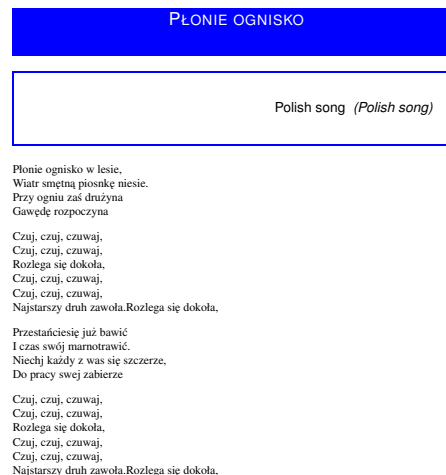 PŁONIE OGNISKO
Polish song (Polish song)
Płonie ognisko w lesie,
Wiatr smętną piosnkę niesie.
Przy ogniu zaś drużyna
Gawędę rozpoczyna
Czuj, czuj, czuwaj,
Czuj, czuj, czuwaj,
Rozlega się dokoła,
Czuj, czuj, czuwaj,
Czuj, czuj, czuwaj,
Najstarszy druh zawoła.Rozlega się dokoła,
Przestańciesię już bawić
I czas swój marnotrawić.
Niechj każdy z was się szczerze,
Do pracy swej zabierze
Czuj, czuj, czuwaj,
Czuj, czuj, czuwaj,
Rozlega się dokoła,
Czuj, czuj, czuwaj,
Czuj, czuj, czuwaj,
Najstarszy druh zawoła.Rozlega się dokoła,